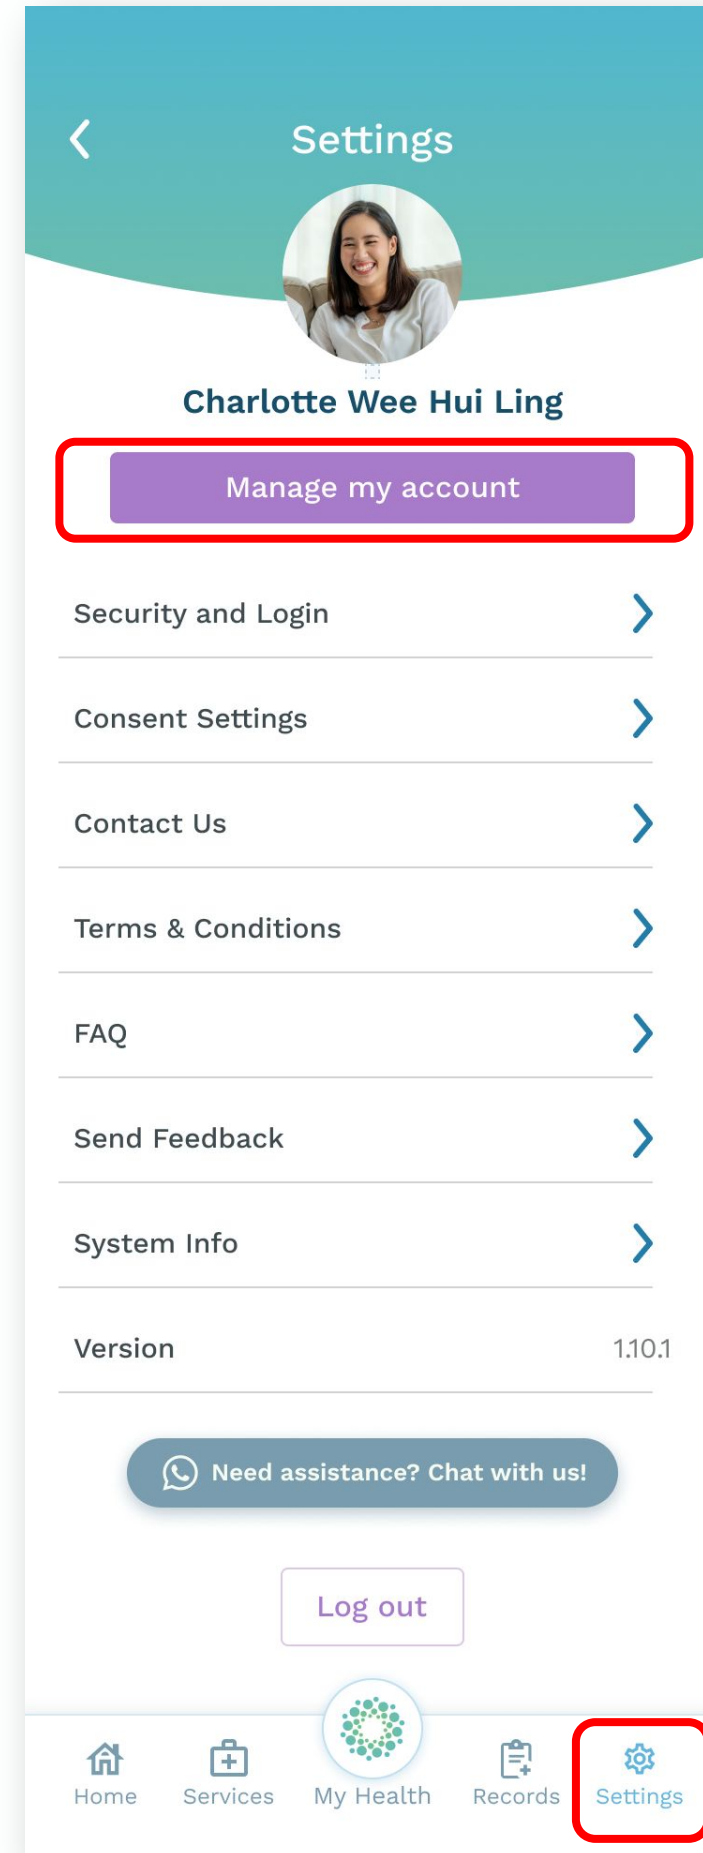 Settings
Charlotte Wee Hui Ling
Manage my account
Security and Login
Consent Settings
Contact Us
Terms & Conditions
FAQ
Send Feedback
System Info
Version 1.10.1
Need assistance? Chat with us!
Log out
Home Services My Health Records Settings